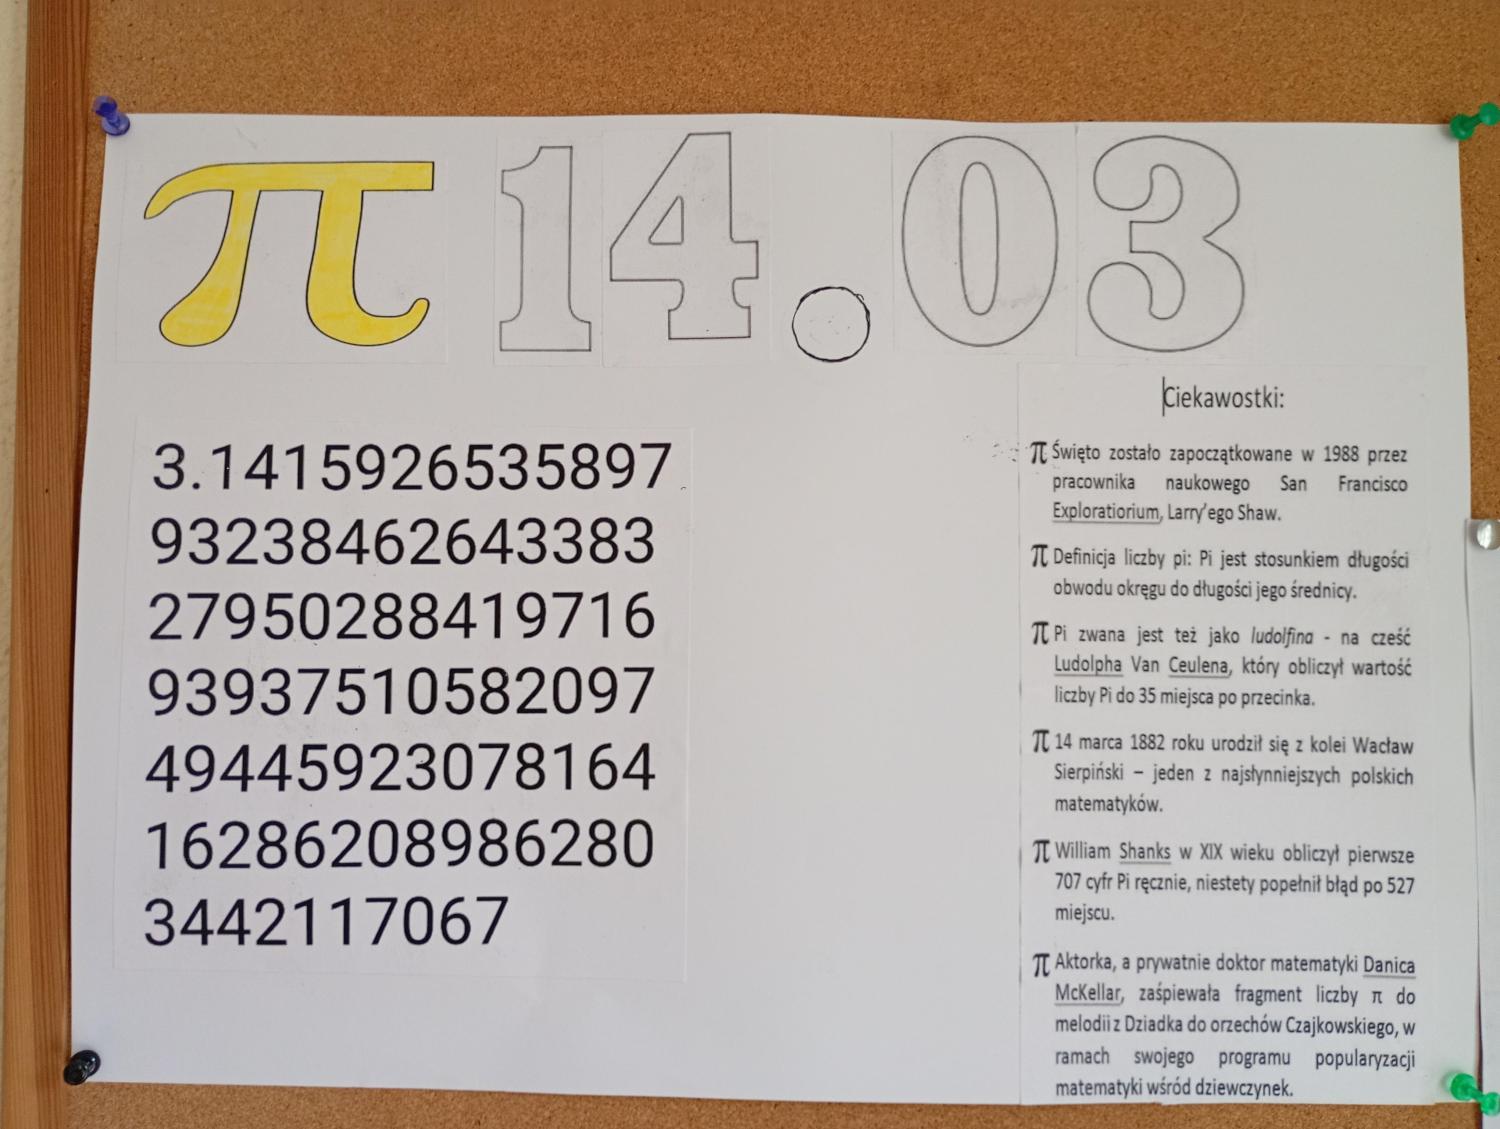 π 14.03
3.1415926535897
93238462643383
27950288419716
93937510582097
49445923078164
16286208986280
3442117067
Ciekawostki:
π Święto zostało zapoczątkowane w 1988 przez
pracownika naukowego San Francisco
Exploratiorium, Larry'ego Shaw.
π Definicja liczby pi: Pi jest stosunkiem długości
obwodu okręgu do długości jego średnicy.
π Pi zwana jest też jako ludolfina - na cześć
Ludolpha Van Ceulena, który obliczył wartość
liczby Pi do 35 miejsca po przecinka.
π 14 marca 1882 roku urodził się z kolei Wacław
Sierpiński – jeden z najsłynniejszych polskich
matematyków.
π William Shanks w XIX wieku obliczył pierwsze
707 cyfr Pi ręcznie, niestety popełnił błąd po 527
miejscu.
π Aktorka, a prywatnie doktor matematyki Danica
McKellar, zaśpiewała fragment liczby π do
melodii z Dziadka do orzechów Czajkowskiego, w
ramach swojego programu popularyzacji
matematyki wśród dziewczynek.